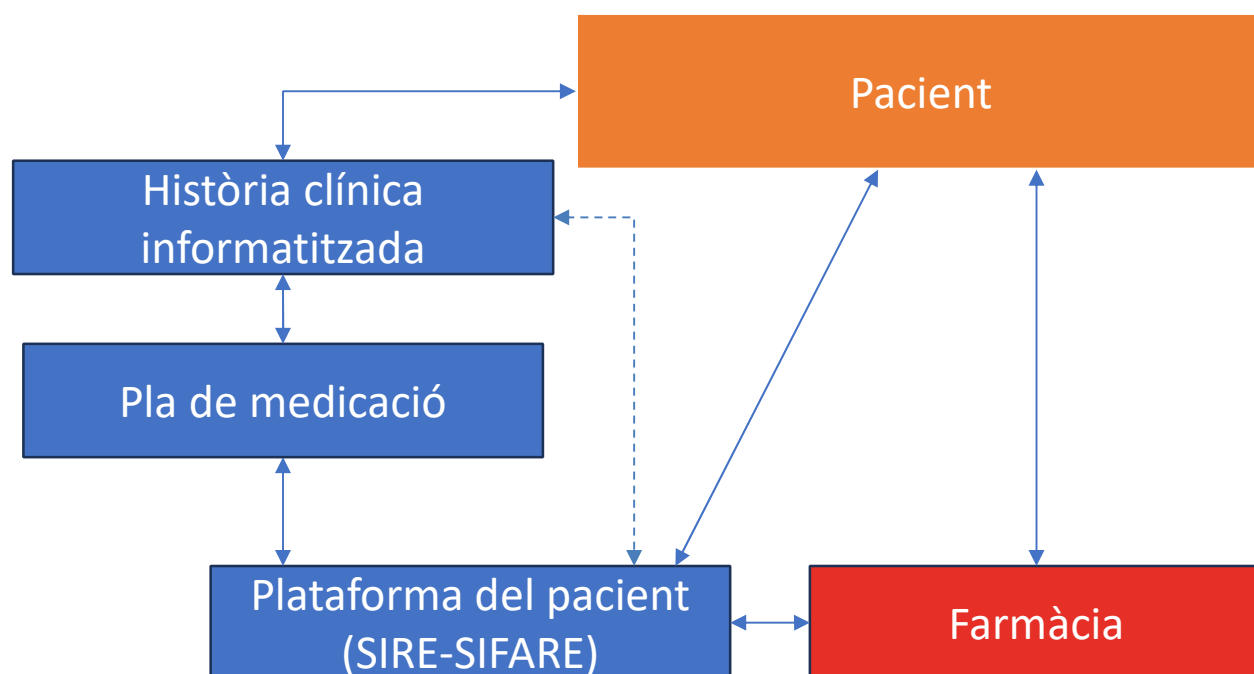 Pacient
Història clínica
informatitzada
Pla de medicació
Plataforma del pacient
(SIRE-SIFARE)
Farmàcia